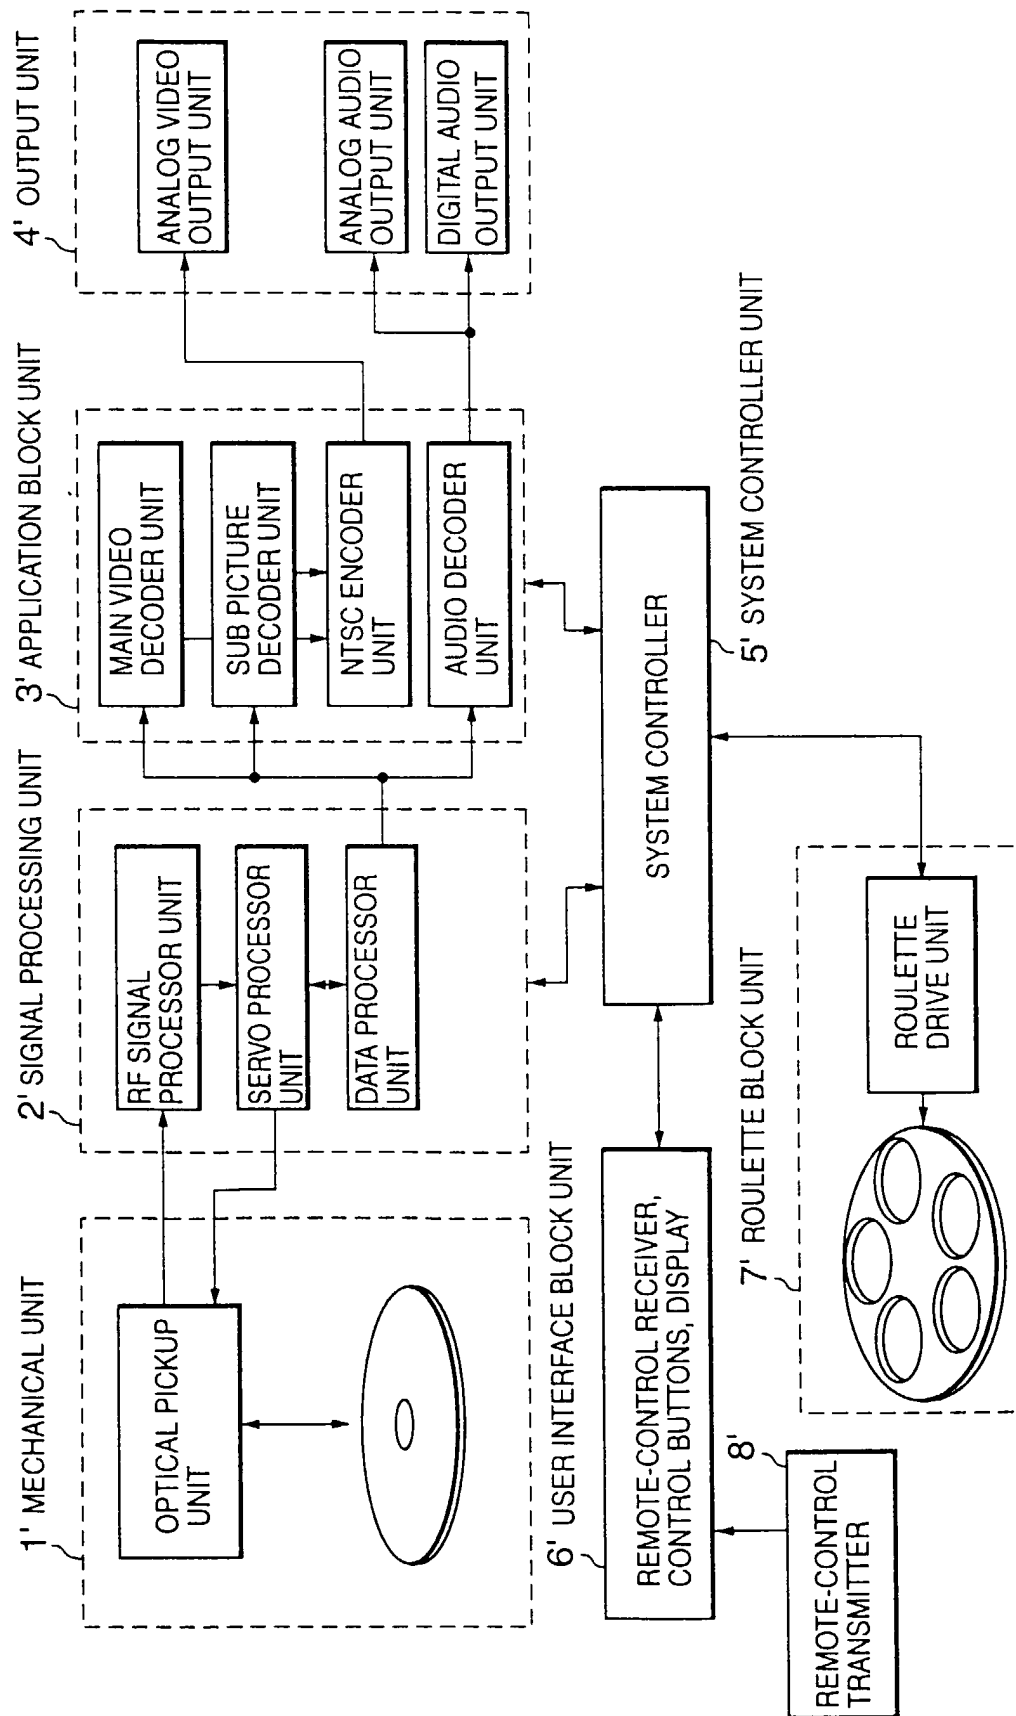 1' MECHANICAL UNIT
OPTICAL PICKUP
UNIT
2' SIGNAL PROCESSING UNIT
RF SIGNAL
PROCESSOR UNIT
SERVO PROCESSOR
UNIT
DATA PROCESSOR
UNIT
3' APPLICATION BLOCK UNIT
MAIN VIDEO
DECODER UNIT
SUB PICTURE
DECODER UNIT
NTSC ENCODER
UNIT
AUDIO DECODER
UNIT
4' OUTPUT UNIT
ANALOG VIDEO
OUTPUT UNIT
ANALOG AUDIO
OUTPUT UNIT
DIGITAL AUDIO
OUTPUT UNIT
6' USER INTERFACE BLOCK UNIT
REMOTE-CONTROL RECEIVER,
CONTROL BUTTONS, DISPLAY
SYSTEM CONTROLLER
5' SYSTEM CONTROLLER UNIT
8'
REMOTE-CONTROL
TRANSMITTER
7' ROULETTE BLOCK UNIT
ROULETTE
DRIVE UNIT